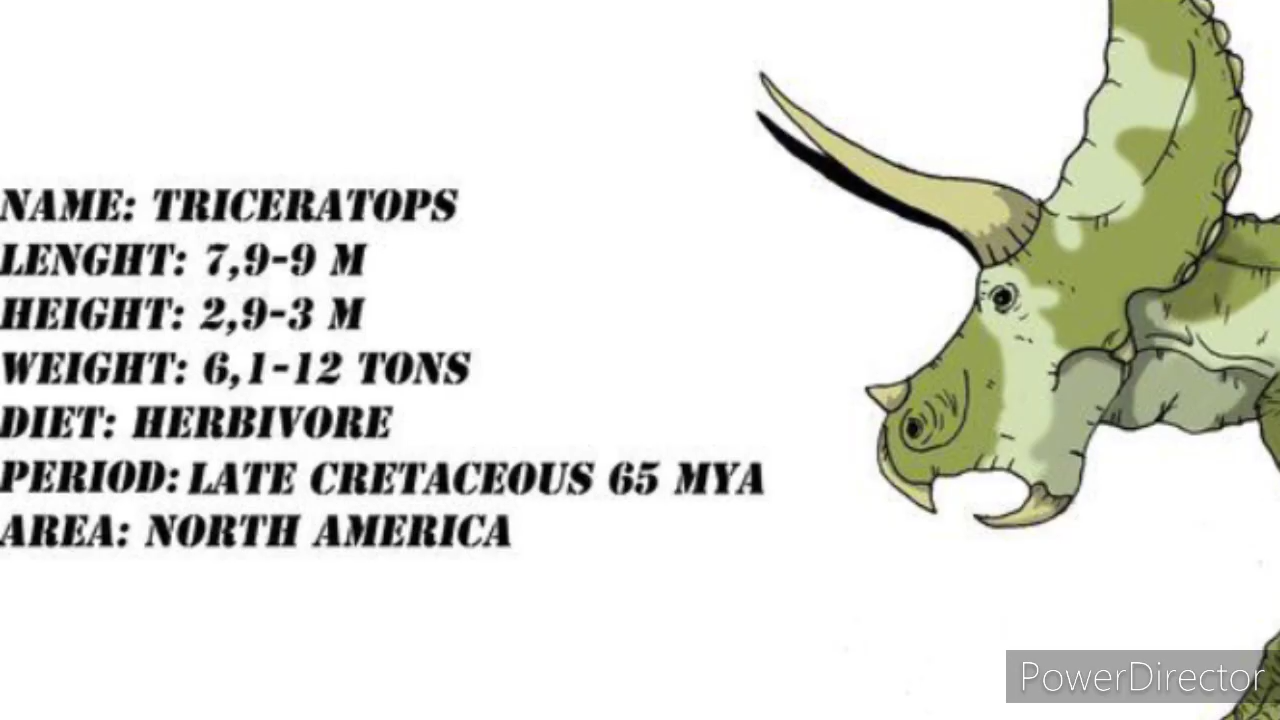 NAME: TRICERATOPS
LENGHT: 7,9-9 M
HEIGHT: 2,9-3 M
WEIGHT: 6,1-12 TONS
DIET: HERBIVORE
PERIOD: LATE CRETACEOUS 65 MYA
AREA: NORTH AMERICA
PowerDirector